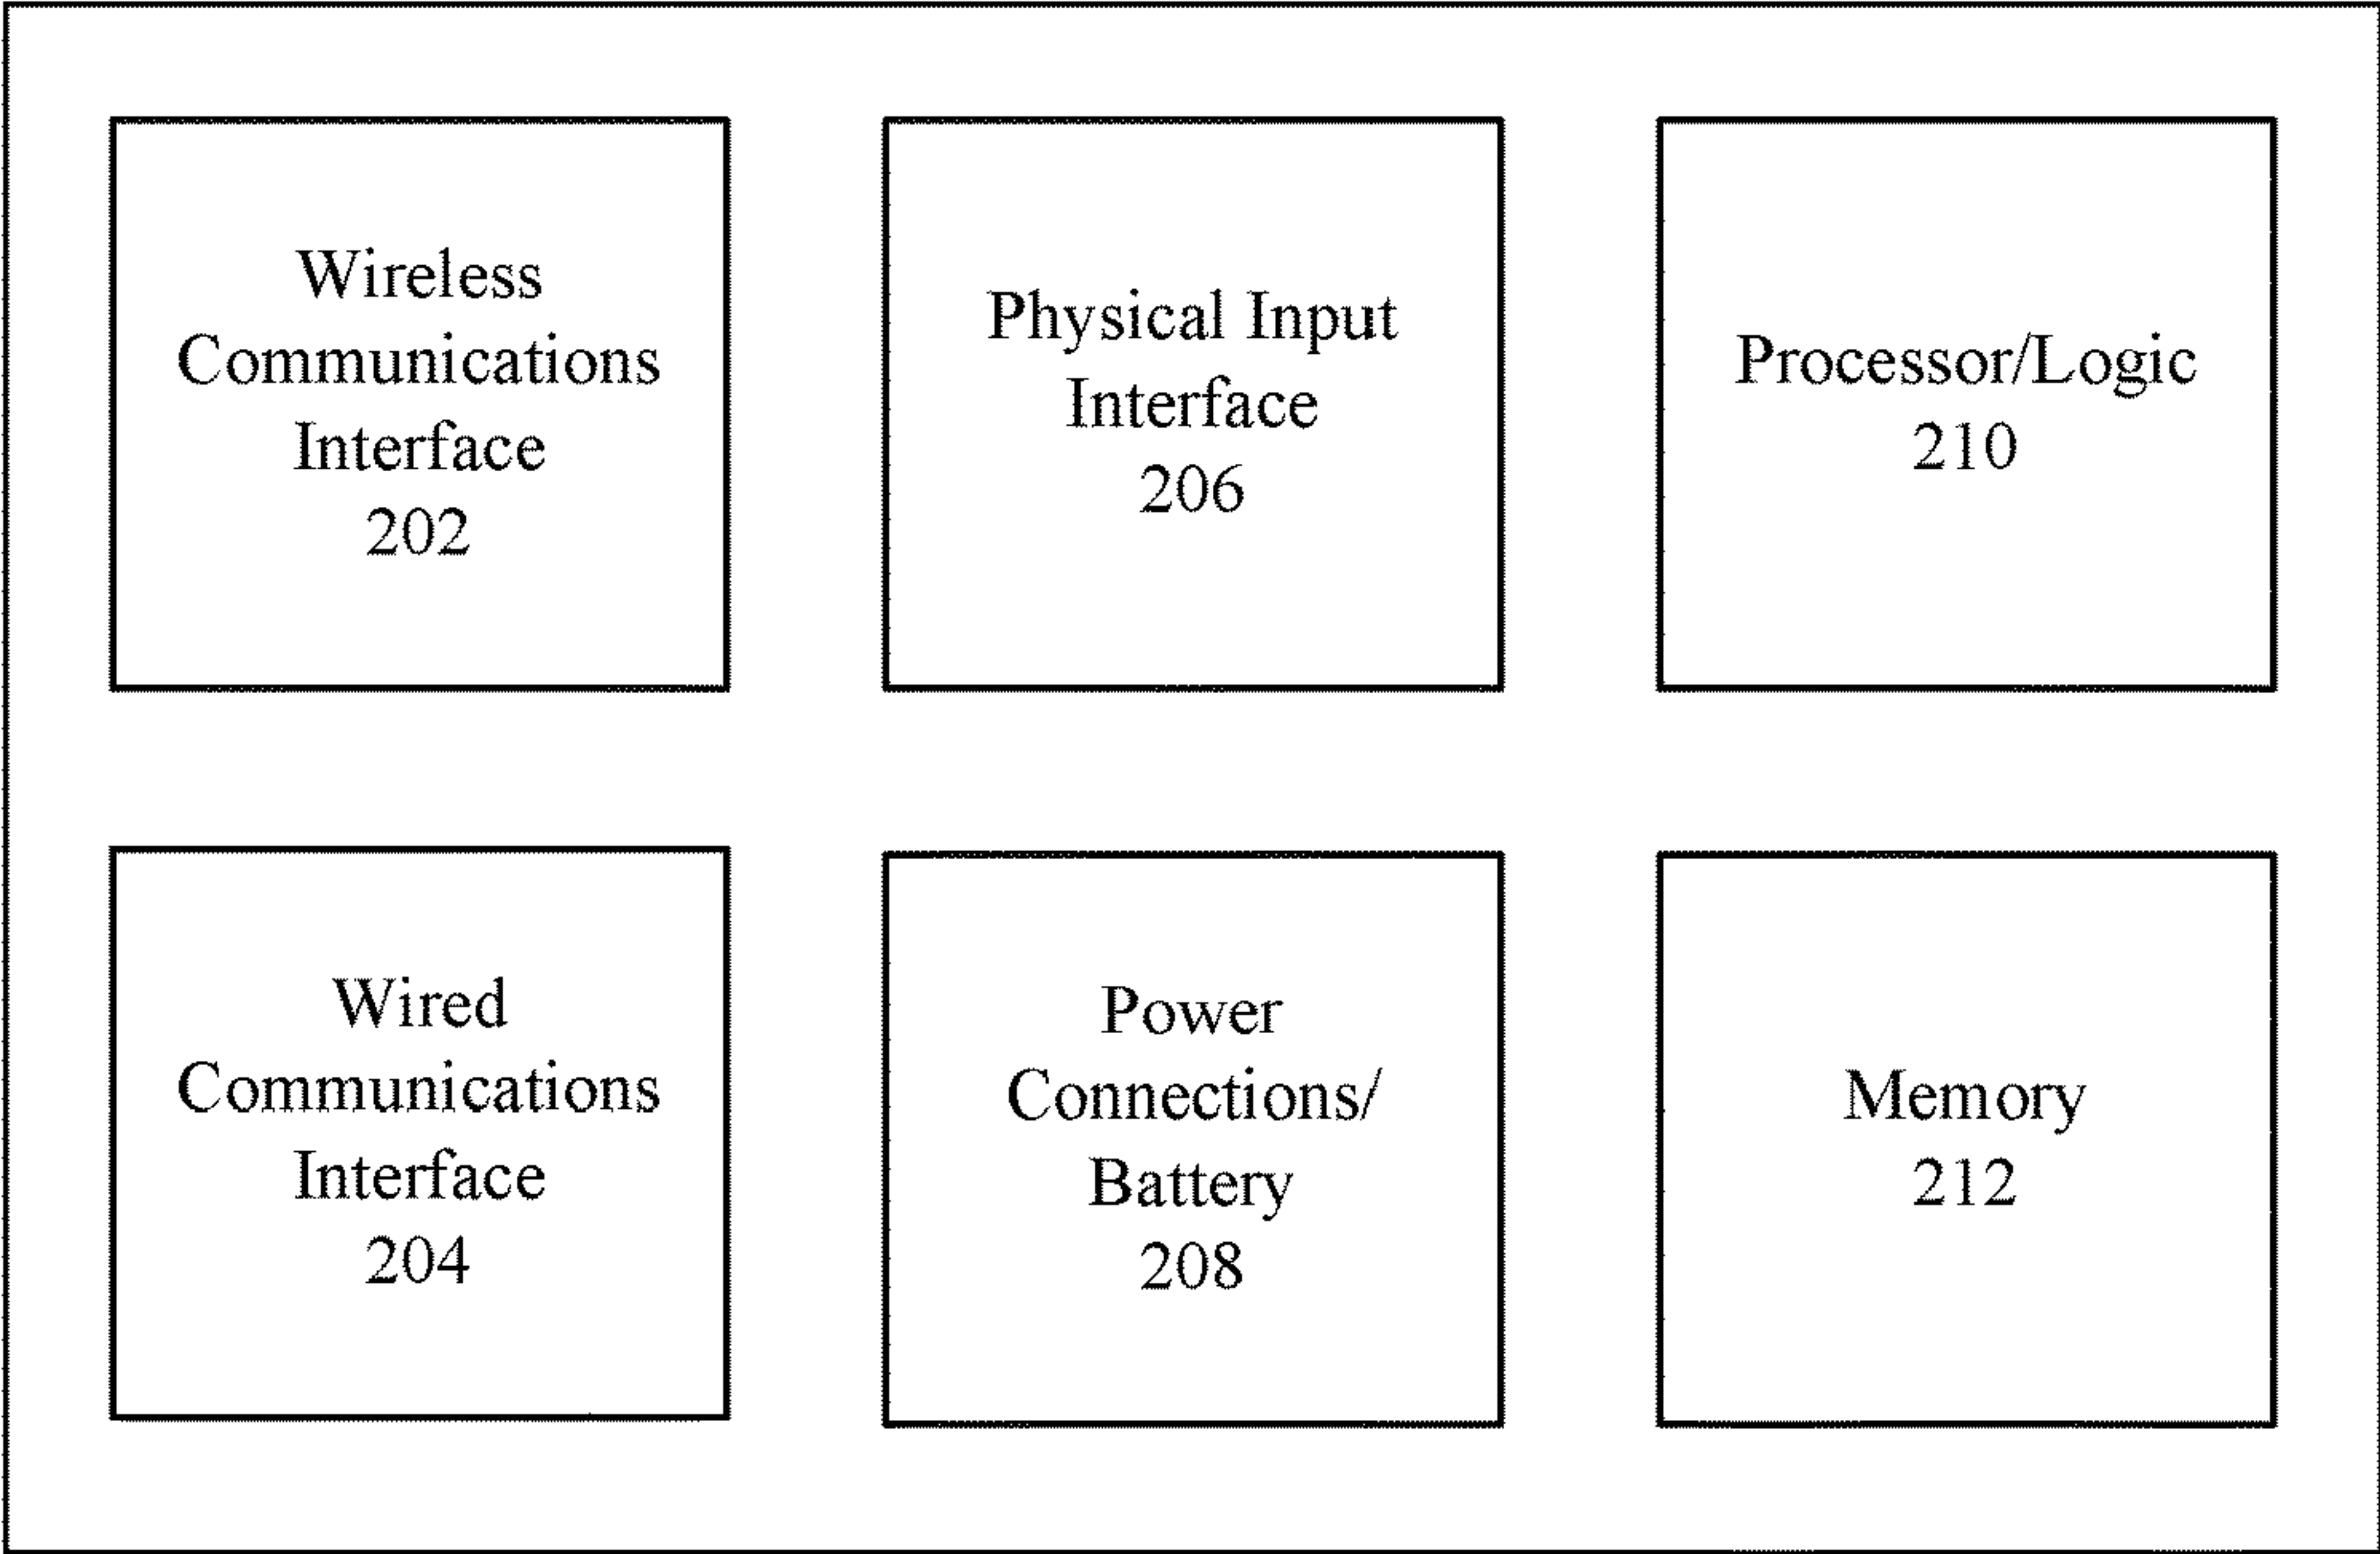 Wireless
Communications
Interface
202
Physical Input
Interface
206
Processor/Logic
210
Wired
Communications
Interface
204
Power
Connections/
Battery
208
Memory
212